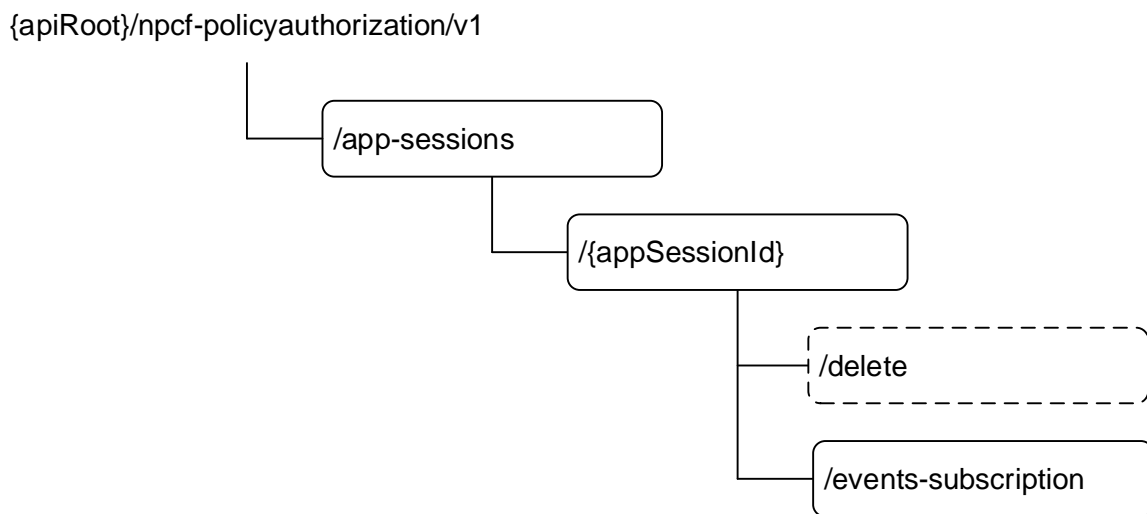 {apiRoot}/npcf-policyauthorization/v1
/app-sessions
/{appSessionId}
/delete
/events-subscription